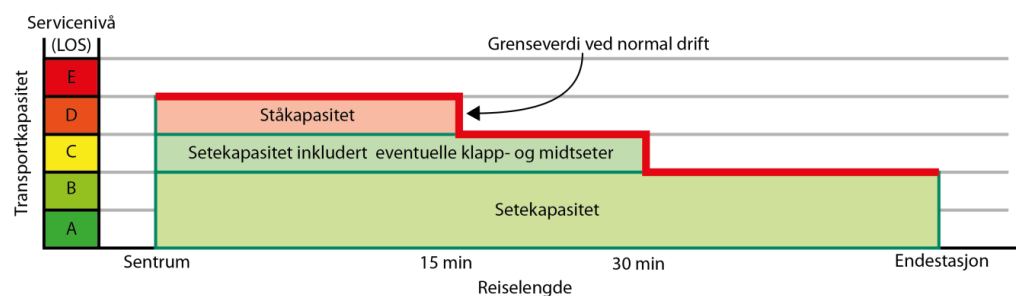 Servicenivå
(LOS)
Grenseverdi ved normal drift
Transportkapasitet
E
D
Ståkapasitet
C
Setekapasitet inkludert eventuelle klapp- og midtseter
B
Setekapasitet
A
Sentrum
15 min
30 min
Endestasjon
Reiselengde